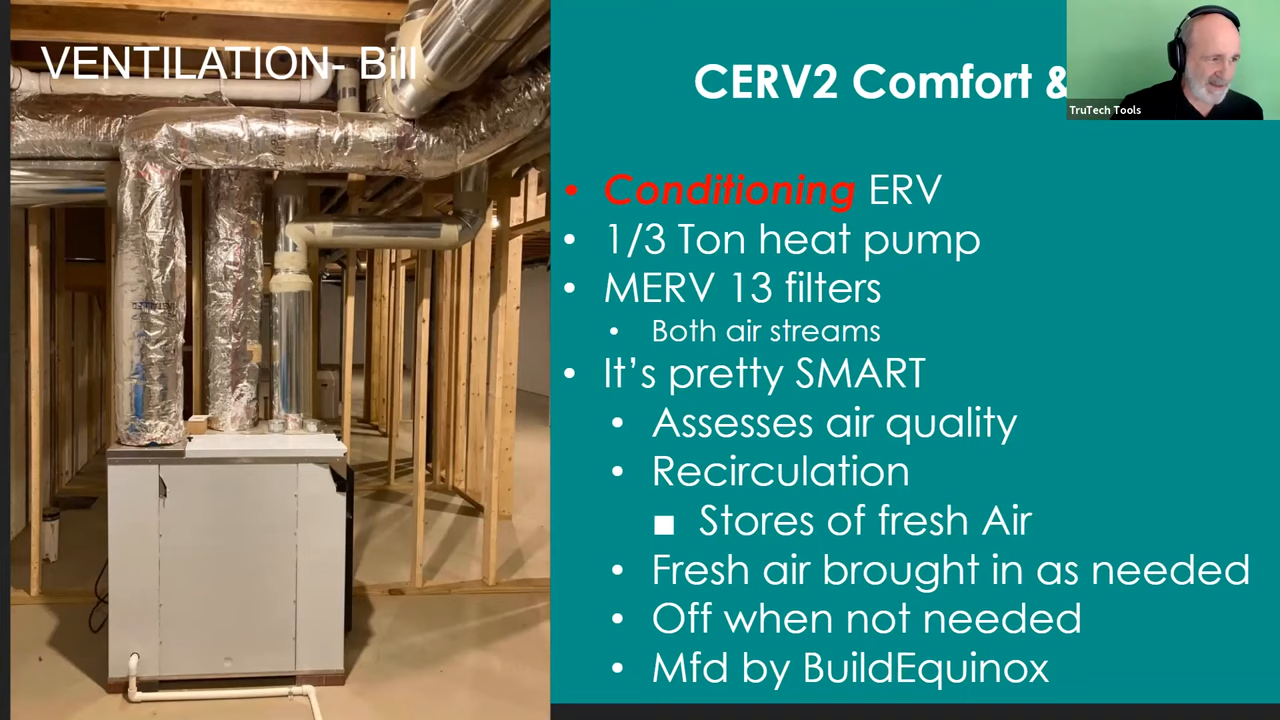 VENTILATION- Bill
CERV2 Comfort &
TruTech Tools
Conditioning ERV
1/3 Ton heat pump
MERV 13 filters
Both air streams
It’s pretty SMART
Assesses air quality
Recirculation
Stores of fresh Air
Fresh air brought in as needed
Off when not needed
Mfd by BuildEquinox